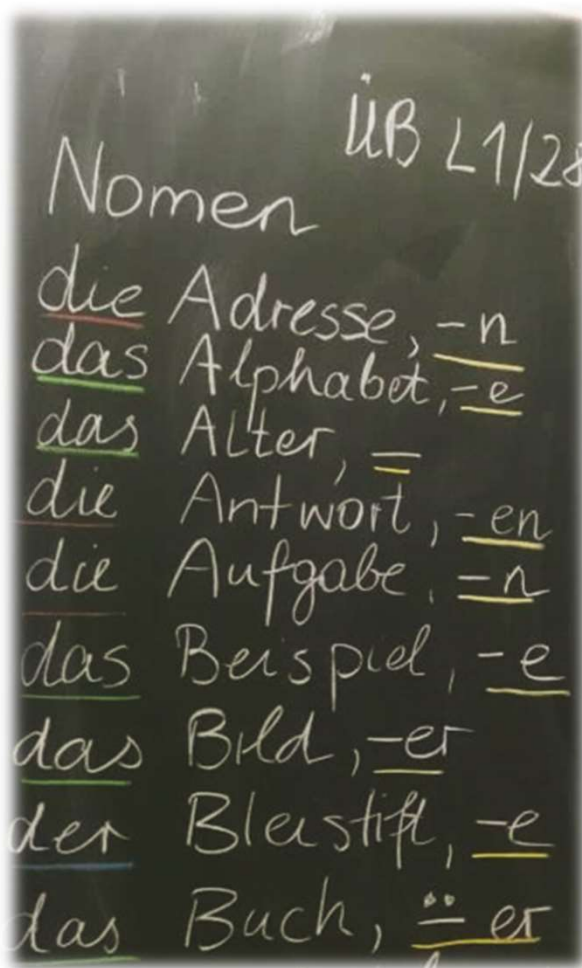 ÜB L1/28
Nomen
die Adresse, -n
das Alphabet, -e
das Alter, -
die Antwort, -en
die Aufgabe, -n
das Beispiel, -e
das Bild, -er
der Bleistift, -e
das Buch, ⸚er